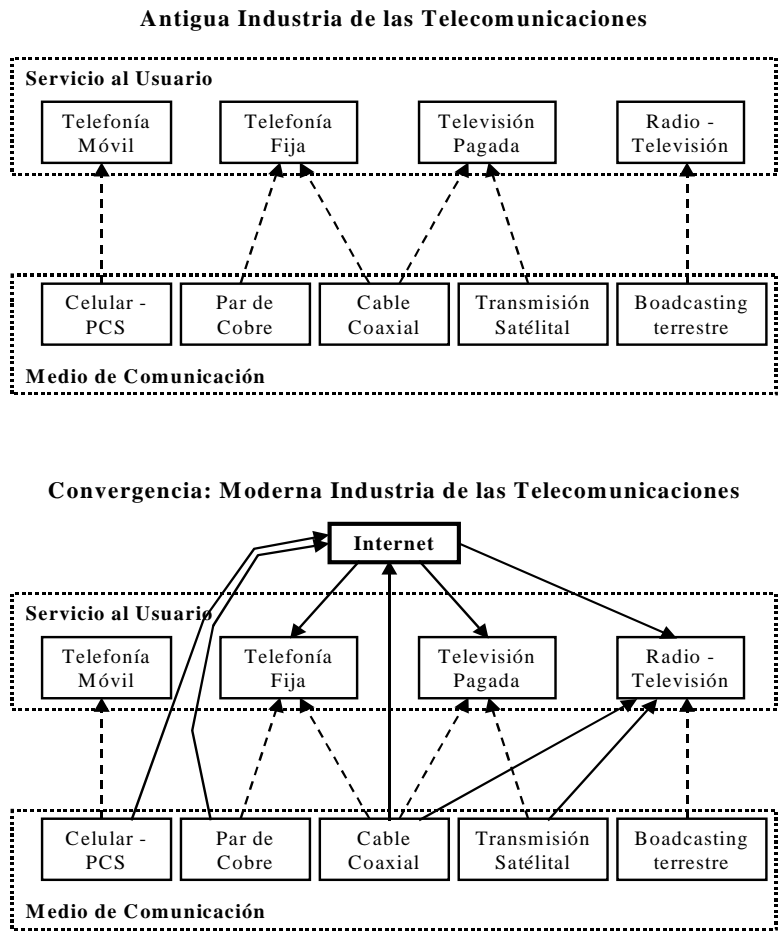 Antigua Industria de las Telecomunicaciones
Servicio al Usuario
Telefonía
Móvil
Telefonía
Fija
Televisión
Pagada
Radio -
Televisión
Celular -
PCS
Par de
Cobre
Cable
Coaxial
Transmisión
Satélital
Boadcasting
terrestre
Medio de Comunicación
Convergencia: Moderna Industria de las Telecomunicaciones
Internet
Servicio al Usuario
Telefonía
Móvil
Telefonía
Fija
Televisión
Pagada
Radio -
Televisión
Celular -
PCS
Par de
Cobre
Cable
Coaxial
Transmisión
Satélital
Boadcasting
terrestre
Medio de Comunicación